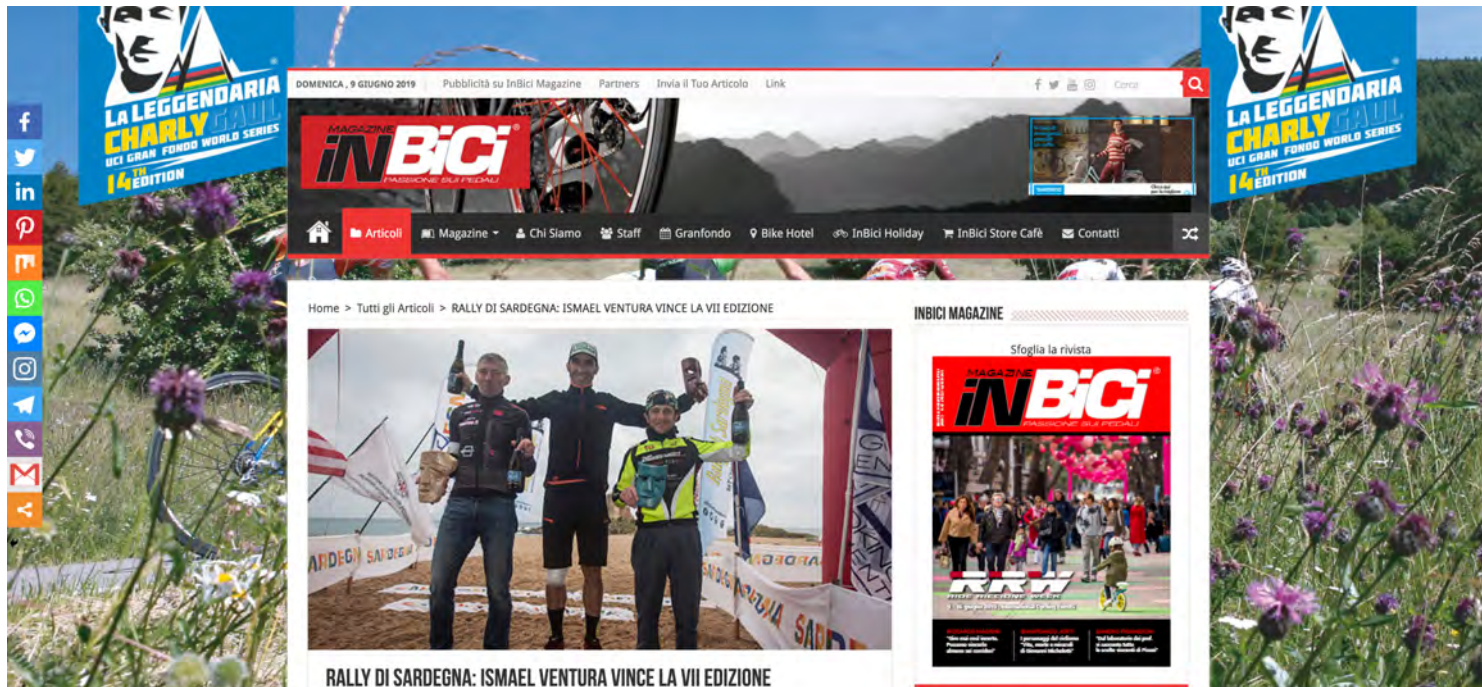 LA LEGGENDARIA
CHARLY GAUL
UCI GRAN FONDO WORLD SERIES
14TH EDITION
LA LEGGENDARIA
CHARLY GAUL
UCI GRAN FONDO WORLD SERIES
14TH EDITION
DOMENICA , 9 GIUGNO 2019 Pubblicità su InBici Magazine Partners Invia il Tuo Articolo Link Cerca
MAGAZINE
iNBiCi®
PASSIONE SUI PEDALI
Articoli Magazine Chi Siamo Staff Granfondo Bike Hotel InBici Holiday InBici Store Cafè Contatti
Home > Tutti gli Articoli > RALLY DI SARDEGNA: ISMAEL VENTURA VINCE LA VII EDIZIONE
SARDEGNA
RALLY DI SARDEGNA: ISMAEL VENTURA VINCE LA VII EDIZIONE
INBICI MAGAZINE
Sfoglia la rivista
MAGAZINE
iNBiCi®
PASSIONE SUI PEDALI
RRW
RIDE RICCIONE WEEK